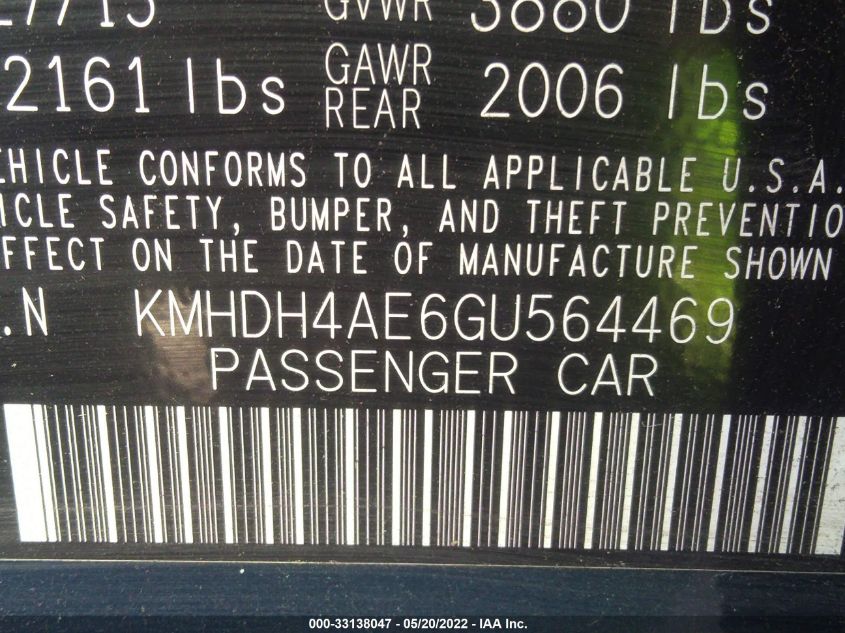 GVWR 3880 lbs
2161 lbs GAWR REAR 2006 lbs
VEHICLE CONFORMS TO ALL APPLICABLE U.S.A.
ICLE SAFETY, BUMPER, AND THEFT PREVENTIO
FFECT ON THE DATE OF MANUFACTURE SHOWN
.N KMHDH4AE6GU564469
PASSENGER CAR
000-33138047 - 05/20/2022 - IAA Inc.